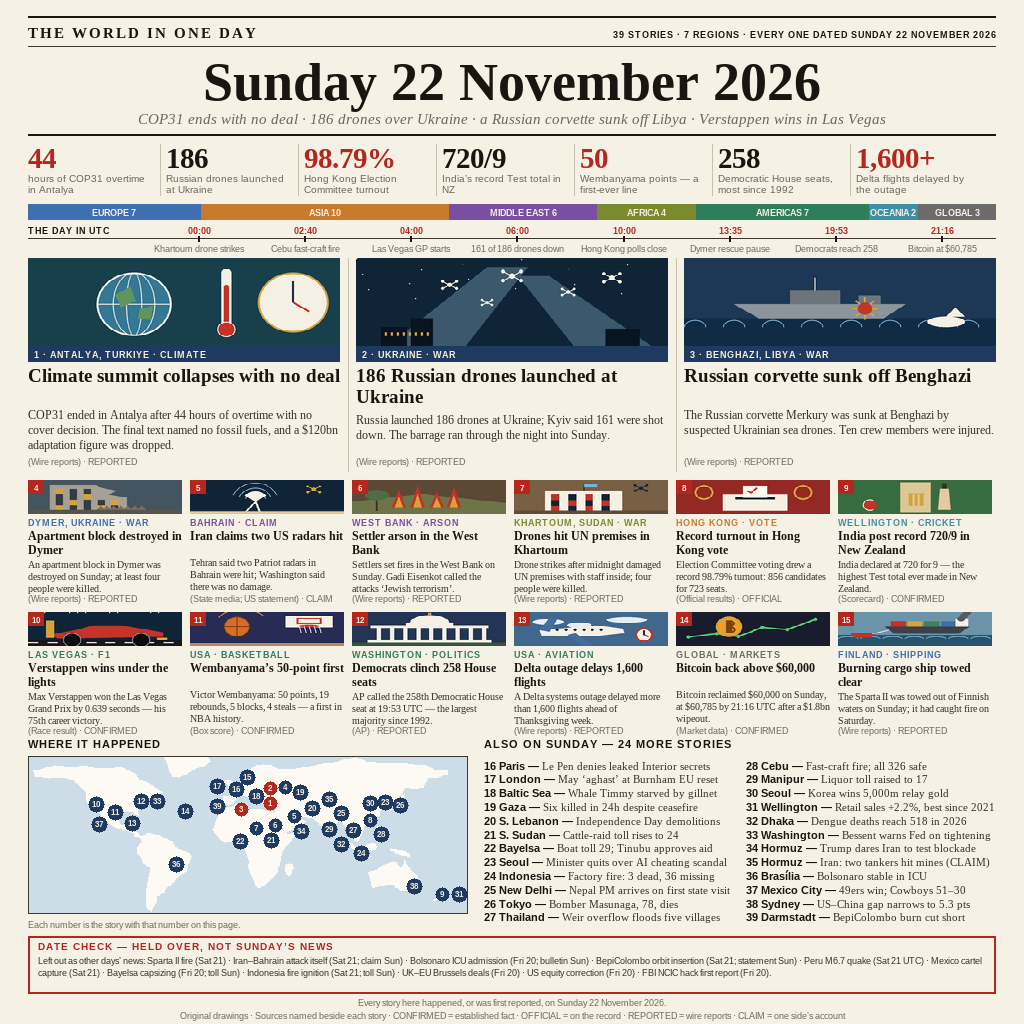 THE WORLD IN ONE DAY
39 STORIES · 7 REGIONS · EVERY ONE DATED SUNDAY 22 NOVEMBER 2026
Sunday 22 November 2026
COP31 ends with no deal · 186 drones over Ukraine · a Russian corvette sunk off Libya · Verstappen wins in Las Vegas
44
hours of COP31 overtime
in Antalya
186
Russian drones launched
at Ukraine
98.79%
Hong Kong Election
Committee turnout
720/9
India's record Test total in
NZ
50
Wembanyama points — a
first-ever line
258
Democratic House seats,
most since 1992
1,600+
Delta flights delayed by
the outage
EUROPE 7
ASIA 10
MIDDLE EAST 6
AFRICA 4
AMERICAS 7
OCEANIA 2
GLOBAL 3
THE DAY IN UTC
00:00
02:40
04:00
06:00
10:00
13:35
19:53
21:16
Khartoum drone strikes
Cebu fast-craft fire
Las Vegas GP starts
161 of 186 drones down
Hong Kong polls close
Dymer rescue pause
Democrats reach 258
Bitcoin at $60,785
1 · ANTALYA, TURKIYE · CLIMATE
Climate summit collapses with no deal
COP31 ended in Antalya after 44 hours of overtime with no
cover decision. The final text named no fossil fuels, and a $120bn
adaptation figure was dropped.
(Wire reports) · REPORTED
2 · UKRAINE · WAR
186 Russian drones launched at
Ukraine
Russia launched 186 drones at Ukraine; Kyiv said 161 were shot
down. The barrage ran through the night into Sunday.
(Wire reports) · REPORTED
3 · BENGHAZI, LIBYA · WAR
Russian corvette sunk off Benghazi
The Russian corvette Merkury was sunk at Benghazi by
suspected Ukrainian sea drones. Ten crew members were injured.
(Wire reports) · REPORTED
4
DYMER, UKRAINE · WAR
Apartment block destroyed in
Dymer
An apartment block in Dymer was
destroyed on Sunday; at least four
people were killed.
(Wire reports) · REPORTED
5
BAHRAIN · CLAIM
Iran claims two US radars hit
Tehran said two Patriot radars in
Bahrain were hit; Washington said
there was no damage.
(State media; US statement) · CLAIM
6
WEST BANK · ARSON
Settler arson in the West
Bank
Settlers set fires in the West Bank on
Sunday. Gadi Eisenkot called the
attacks ‘Jewish terrorism’.
(Wire reports) · REPORTED
7
KHARTOUM, SUDAN · WAR
Drones hit UN premises in
Khartoum
Drone strikes after midnight damaged
UN premises with staff inside; four
people were killed.
(Wire reports) · REPORTED
8
HONG KONG · VOTE
Record turnout in Hong
Kong vote
Election Committee voting drew a
record 98.79% turnout: 856 candidates
for 723 seats.
(Official results) · OFFICIAL
9
WELLINGTON · CRICKET
India post record 720/9 in
New Zealand
India declared at 720 for 9 — the
highest Test total ever made in New
Zealand.
(Scorecard) · CONFIRMED
10
LAS VEGAS · F1
Verstappen wins under the
lights
Max Verstappen won the Las Vegas
Grand Prix by 0.639 seconds — his
75th career victory.
(Race result) · CONFIRMED
11
USA · BASKETBALL
Wembanyama’s 50-point first
Victor Wembanyama: 50 points, 19
rebounds, 5 blocks, 4 steals — a first in
NBA history.
(Box score) · CONFIRMED
12
WASHINGTON · POLITICS
Democrats clinch 258 House
seats
AP called the 258th Democratic House
seat at 19:53 UTC — the largest
majority since 1992.
(AP) · REPORTED
13
USA · AVIATION
Delta outage delays 1,600
flights
A Delta systems outage delayed more
than 1,600 flights ahead of
Thanksgiving week.
(Wire reports) · REPORTED
14
₿
GLOBAL · MARKETS
Bitcoin back above $60,000
Bitcoin reclaimed $60,000 on Sunday,
at $60,785 by 21:16 UTC after a $1.8bn
wipeout.
(Market data) · CONFIRMED
15
FINLAND · SHIPPING
Burning cargo ship towed
clear
The Sparta II was towed out of Finnish
waters on Sunday; it had caught fire on
Saturday.
(Wire reports) · REPORTED
WHERE IT HAPPENED
15
17 16 2 4 19
10 12 33 18 1 35 30 23 26
11 14 39 3 20 25
37 13 5 8
7 6 34 29 27 28
22 21 32
24
36
38
9 31
Each number is the story with that number on this page.
ALSO ON SUNDAY — 24 MORE STORIES
16 Paris — Le Pen denies leaked Interior secrets
17 London — May ‘aghast’ at Burnham EU reset
18 Baltic Sea — Whale Timmy starved by gillnet
19 Gaza — Six killed in 24h despite ceasefire
20 S. Lebanon — Independence Day demolitions
21 S. Sudan — Cattle-raid toll rises to 24
22 Bayelsa — Boat toll 29; Tinubu approves aid
23 Seoul — Minister quits over AI cheating scandal
24 Indonesia — Factory fire: 3 dead, 36 missing
25 New Delhi — Nepal PM arrives on first state visit
26 Tokyo — Bomber Masunaga, 78, dies
27 Thailand — Weir overflow floods five villages
28 Cebu — Fast-craft fire; all 326 safe
29 Manipur — Liquor toll raised to 17
30 Seoul — Korea wins 5,000m relay gold
31 Wellington — Retail sales +2.2%, best since 2021
32 Dhaka — Dengue deaths reach 518 in 2026
33 Washington — Bessent warns Fed on tightening
34 Hormuz — Trump dares Iran to test blockade
35 Hormuz — Iran: two tankers hit mines (CLAIM)
36 Brasília — Bolsonaro stable in ICU
37 Mexico City — 49ers win; Cowboys 51–30
38 Sydney — US–China gap narrows to 5.3 pts
39 Darmstadt — BepiColombo burn cut short
DATE CHECK — HELD OVER, NOT SUNDAY’S NEWS
Left out as other days’ news: Sparta II fire (Sat 21) · Iran–Bahrain attack itself (Sat 21; claim Sun) · Bolsonaro ICU admission (Fri 20; bulletin Sun) · BepiColombo orbit insertion (Sat 21; statement Sun) · Peru M6.7 quake (Sat 21 UTC) · Mexico cartel
capture (Sat 21) · Bayelsa capsizing (Fri 20; toll Sun) · Indonesia fire ignition (Sat 21; toll Sun) · UK–EU Brussels deals (Fri 20) · US equity correction (Fri 20) · FBI NCIC hack first report (Fri 20).
Every story here happened, or was first reported, on Sunday 22 November 2026.
Original drawings · Sources named beside each story · CONFIRMED = established fact · OFFICIAL = on the record · REPORTED = wire reports · CLAIM = one side’s account